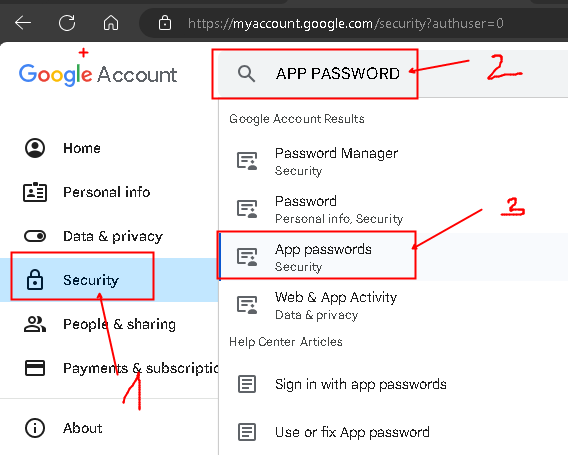 https://myaccount.google.com/security?authuser=0
Google Account
APP PASSWORD
2
Home
Personal info
Data & privacy
Security
People & sharing
Payments & subscriptio
About
1
Google Account Results
Password Manager
Security
Password
Personal info, Security
App passwords
Security
3
Web & App Activity
Data & privacy
Help Center Articles
Sign in with app passwords
Use or fix App password